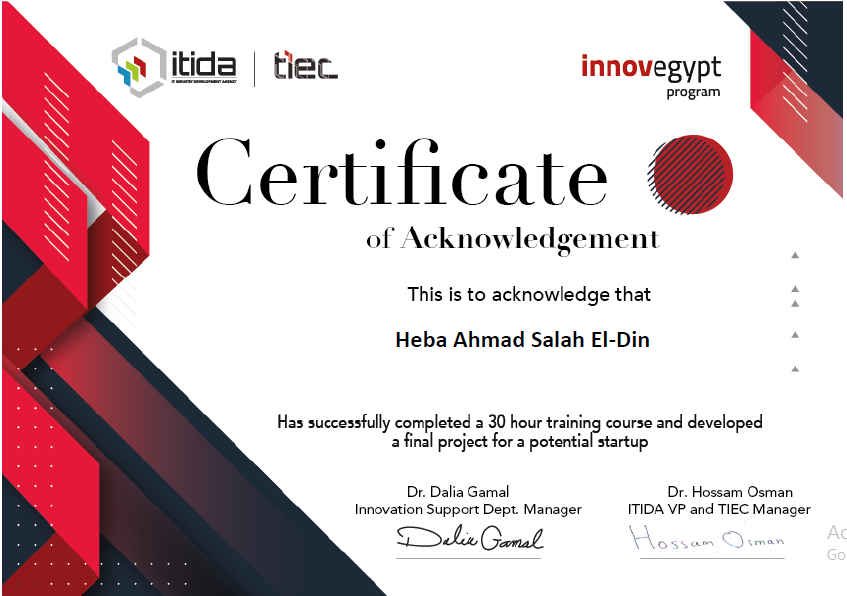 itida
IT INDUSTRY DEVELOPMENT AGENCY
tiec
innovegypt
program
Certificate
of Acknowledgement
This is to acknowledge that
Heba Ahmad Salah El-Din
Has successfully completed a 30 hour training course and developed
a final project for a potential startup
Dr. Dalia Gamal
Innovation Support Dept. Manager
Dalia Gamal
Dr. Hossam Osman
ITIDA VP and TIEC Manager
Hossam Osman
Ac
Go